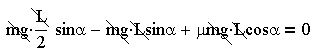 mg·L/2 sinα − mg·Lsinα + μmg·Lcosα = 0